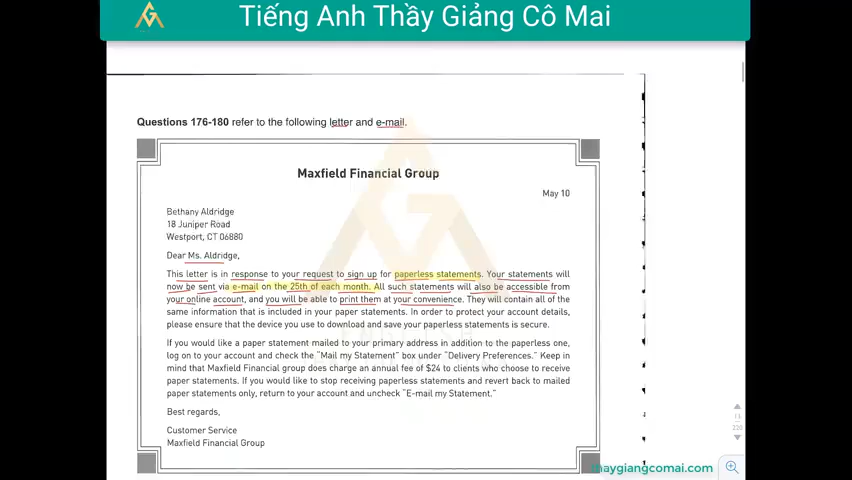 Tiếng Anh Thầy Giảng Cô Mai
Questions 176-180 refer to the following letter and e-mail.
Maxfield Financial Group
May 10
Bethany Aldridge
18 Juniper Road
Westport, CT 06880
Dear Ms. Aldridge,
This letter is in response to your request to sign up for paperless statements. Your statements will
now be sent via e-mail on the 25th of each month. All such statements will also be accessible from
your online account, and you will be able to print them at your convenience. They will contain all of the
same information that is included in your paper statements. In order to protect your account details,
please ensure that the device you use to download and save your paperless statements is secure.
If you would like a paper statement mailed to your primary address in addition to the paperless one,
log on to your account and check the “Mail my Statement” box under “Delivery Preferences.” Keep in
mind that Maxfield Financial group does charge an annual fee of $24 to clients who choose to receive
paper statements. If you would like to stop receiving paperless statements and revert back to mailed
paper statements only, return to your account and uncheck “E-mail my Statement.”
Best regards,
Customer Service
Maxfield Financial Group
thaygiangcomai.com
13
220